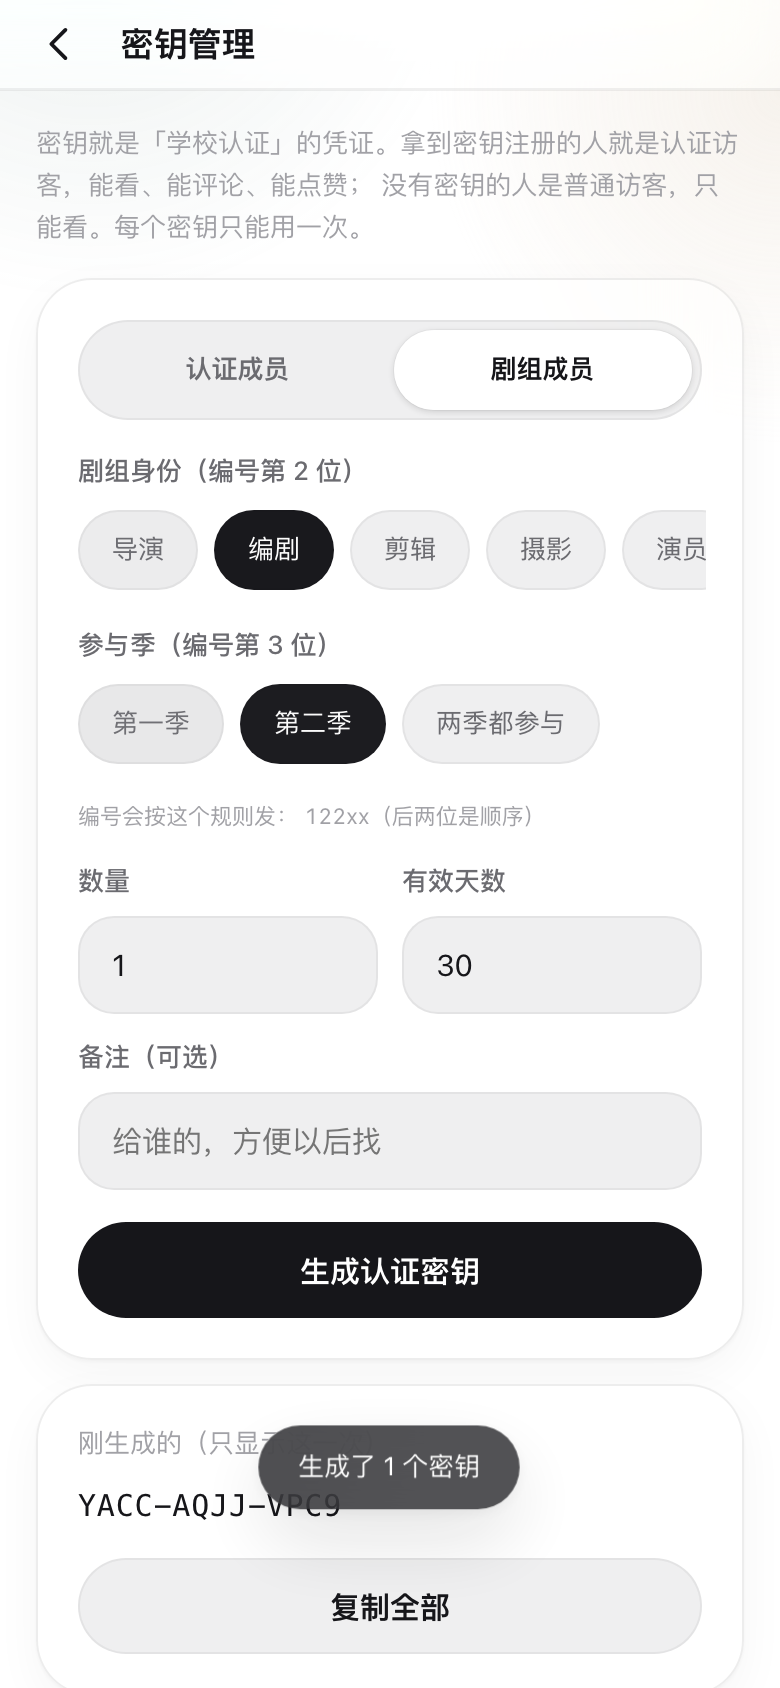 密钥管理
密钥就是「学校认证」的凭证。拿到密钥注册的人就是认证访
客，能看、能评论、能点赞； 没有密钥的人是普通访客，只
能看。每个密钥只能用一次。
认证成员 剧组成员
剧组身份（编号第 2 位）
导演 编剧 剪辑 摄影 演员
参与季（编号第 3 位）
第一季 第二季 两季都参与
编号会按这个规则发： 122xx（后两位是顺序）
数量 有效天数
1 30
备注（可选）
给谁的，方便以后找
生成认证密钥
刚生成的（只显
生成了 1 个密钥
YACC-AQJJ-VPC9
复制全部